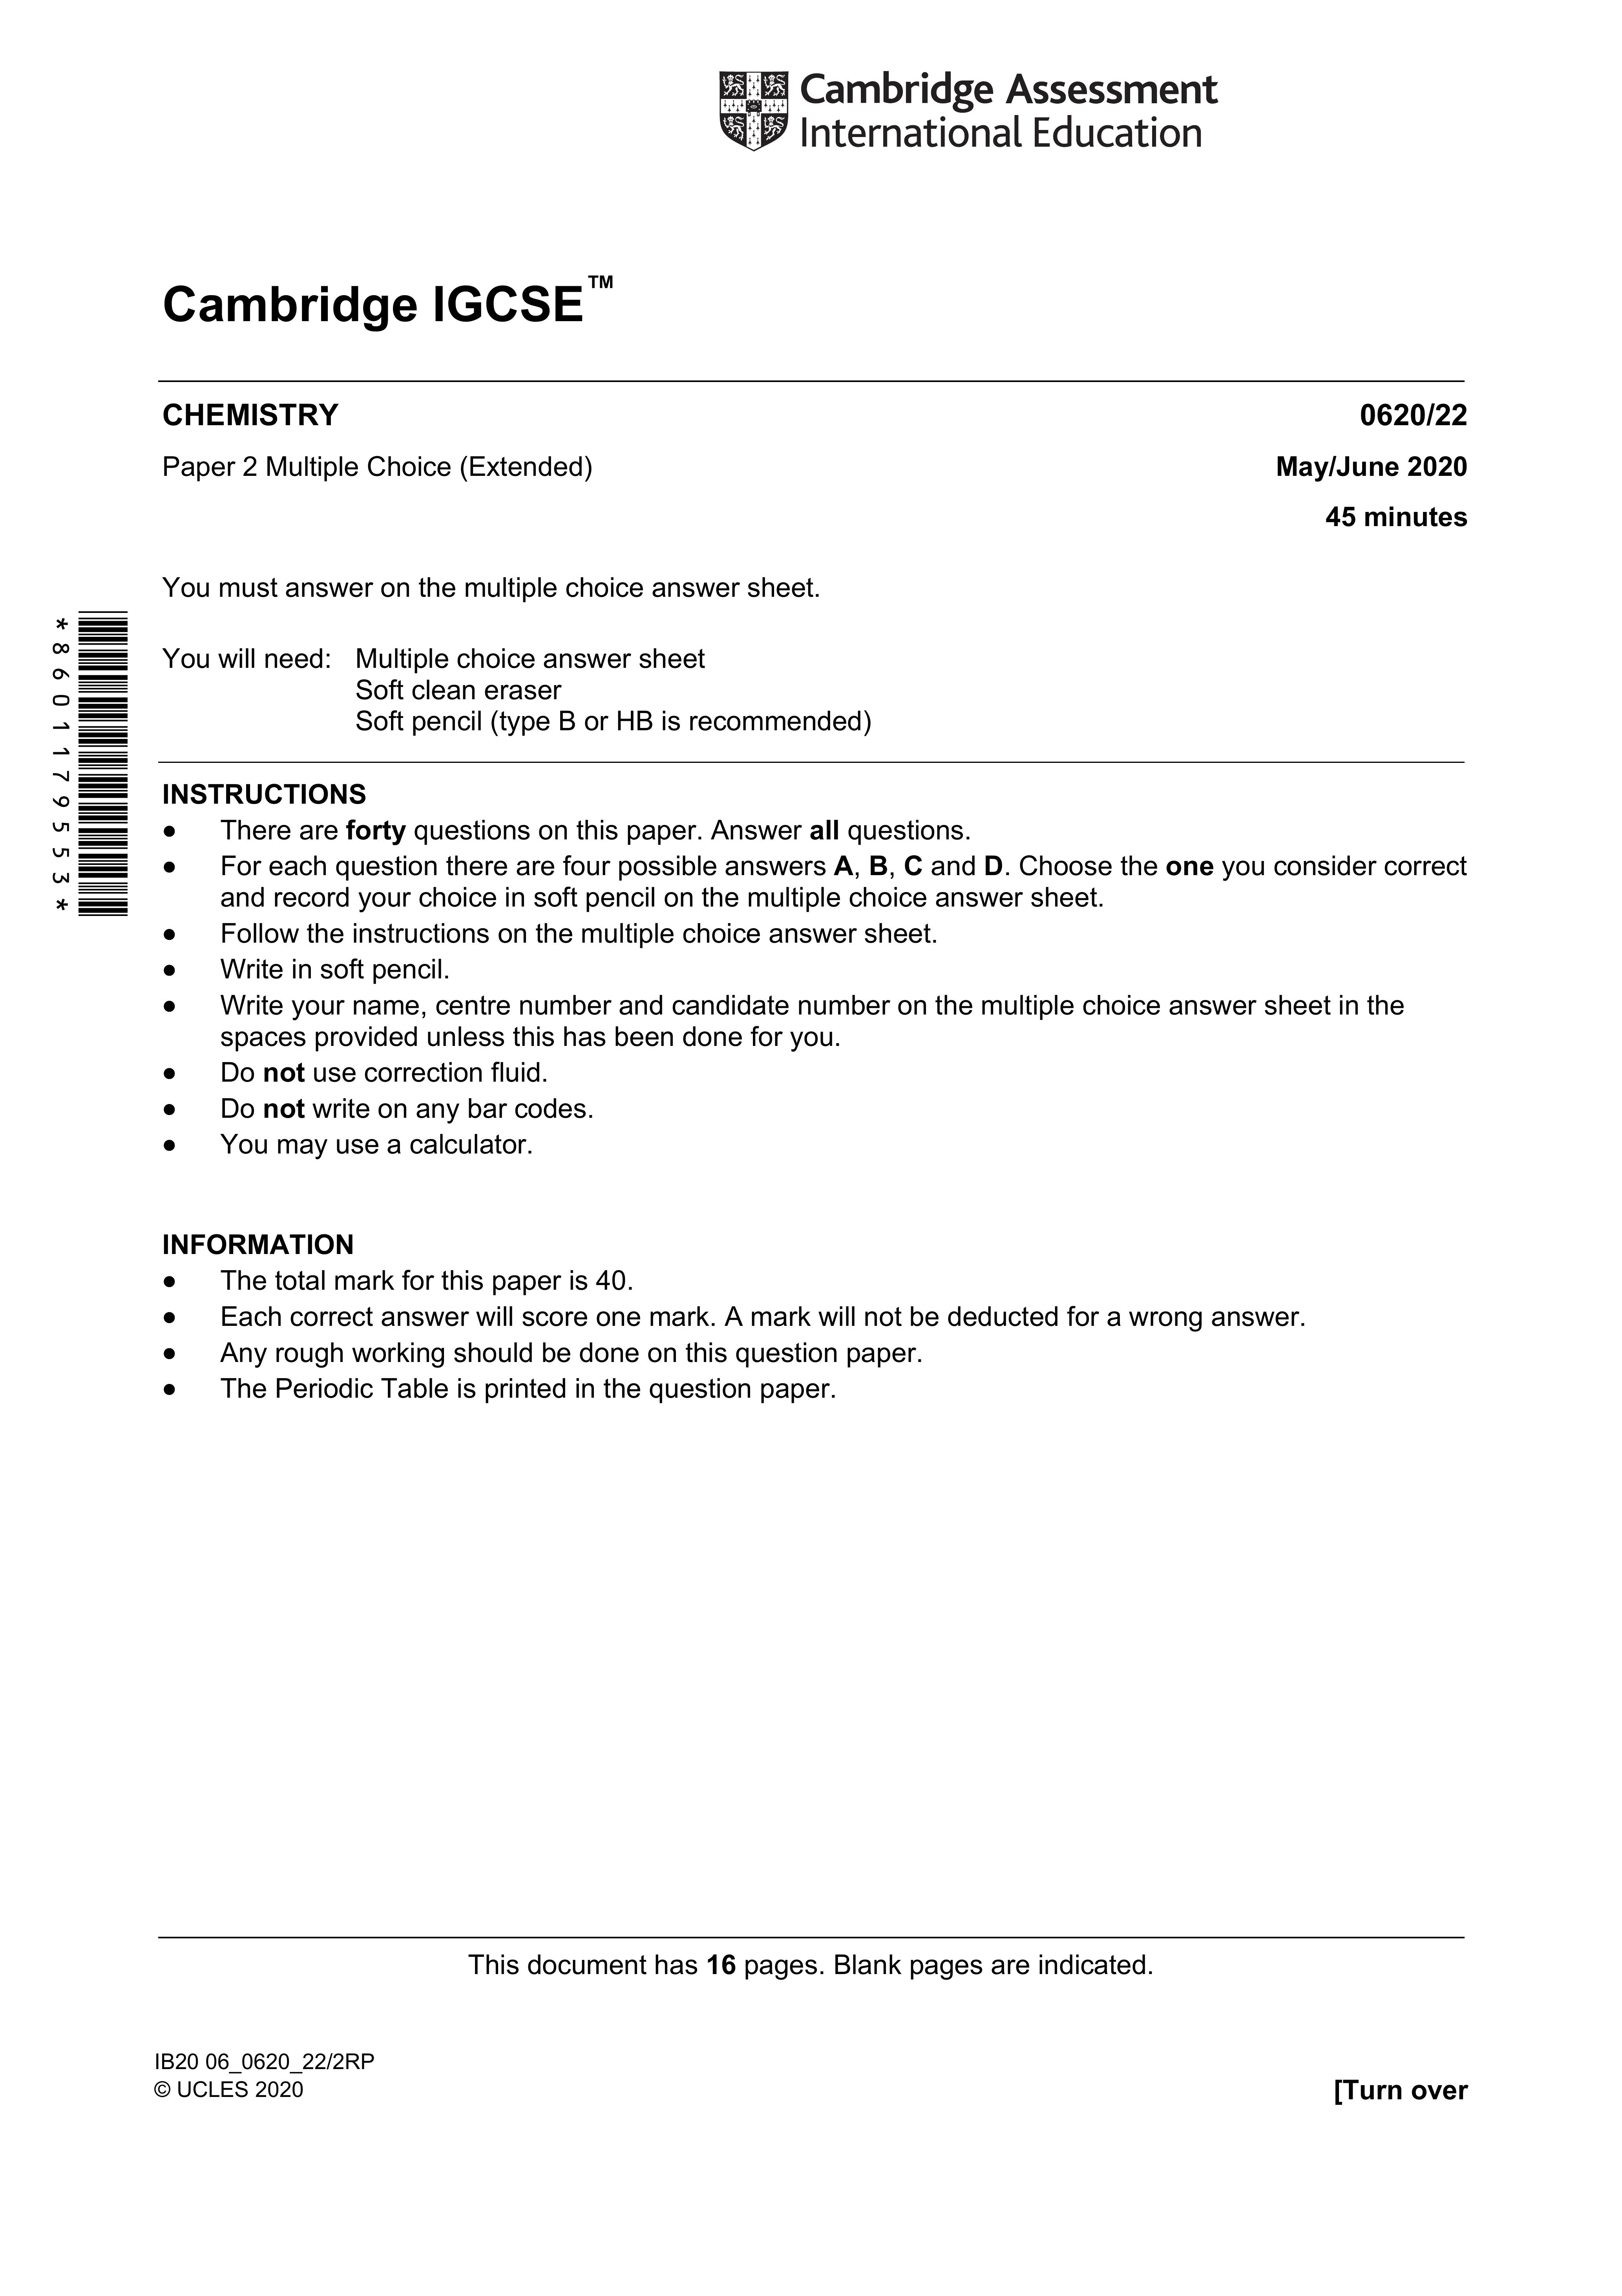 Cambridge Assessment
International Education
Cambridge IGCSE™
CHEMISTRY 0620/22
Paper 2 Multiple Choice (Extended) May/June 2020
45 minutes
You must answer on the multiple choice answer sheet.
You will need: Multiple choice answer sheet
Soft clean eraser
Soft pencil (type B or HB is recommended)
*8601179553*
INSTRUCTIONS
● There are forty questions on this paper. Answer all questions.
● For each question there are four possible answers A, B, C and D. Choose the one you consider correct
and record your choice in soft pencil on the multiple choice answer sheet.
● Follow the instructions on the multiple choice answer sheet.
● Write in soft pencil.
● Write your name, centre number and candidate number on the multiple choice answer sheet in the
spaces provided unless this has been done for you.
● Do not use correction fluid.
● Do not write on any bar codes.
● You may use a calculator.
INFORMATION
● The total mark for this paper is 40.
● Each correct answer will score one mark. A mark will not be deducted for a wrong answer.
● Any rough working should be done on this question paper.
● The Periodic Table is printed in the question paper.
This document has 16 pages. Blank pages are indicated.
IB20 06_0620_22/2RP
© UCLES 2020
[Turn over